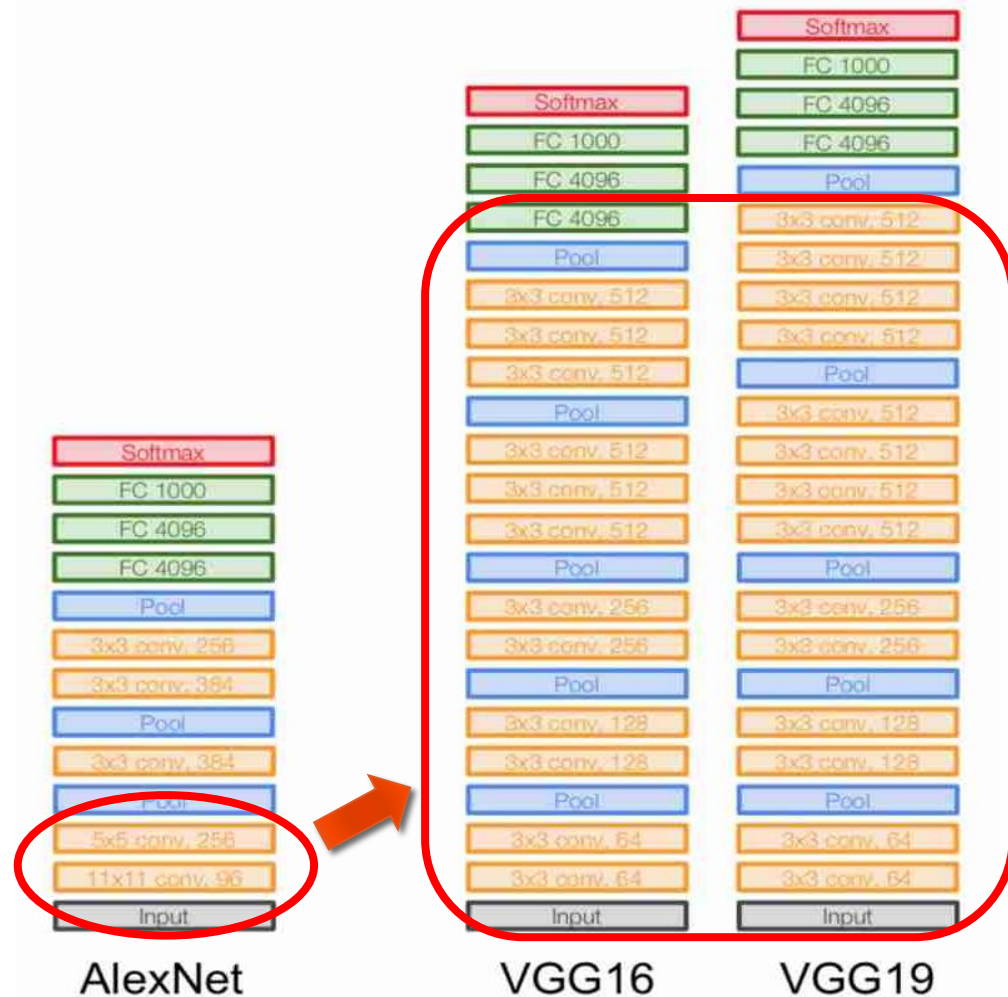 Softmax
FC 1000
FC 4096
FC 4096
Pool
3x3 conv, 256
3x3 conv, 384
Pool
3x3 conv, 384
Pool
5x5 conv, 256
11x11 conv, 96
Input
AlexNet
Softmax
FC 1000
FC 4096
FC 4096
Pool
3x3 conv, 512
3x3 conv, 512
3x3 conv, 512
Pool
3x3 conv, 512
3x3 conv, 512
3x3 conv, 512
Pool
3x3 conv, 256
3x3 conv, 256
Pool
3x3 conv, 128
3x3 conv, 128
Pool
3x3 conv, 64
3x3 conv, 64
Input
VGG16
Softmax
FC 1000
FC 4096
FC 4096
Pool
3x3 conv, 512
3x3 conv, 512
3x3 conv, 512
3x3 conv, 512
Pool
3x3 conv, 512
3x3 conv, 512
3x3 conv, 512
3x3 conv, 512
Pool
3x3 conv, 256
3x3 conv, 256
Pool
3x3 conv, 128
3x3 conv, 128
Pool
3x3 conv, 64
3x3 conv, 64
Input
VGG19